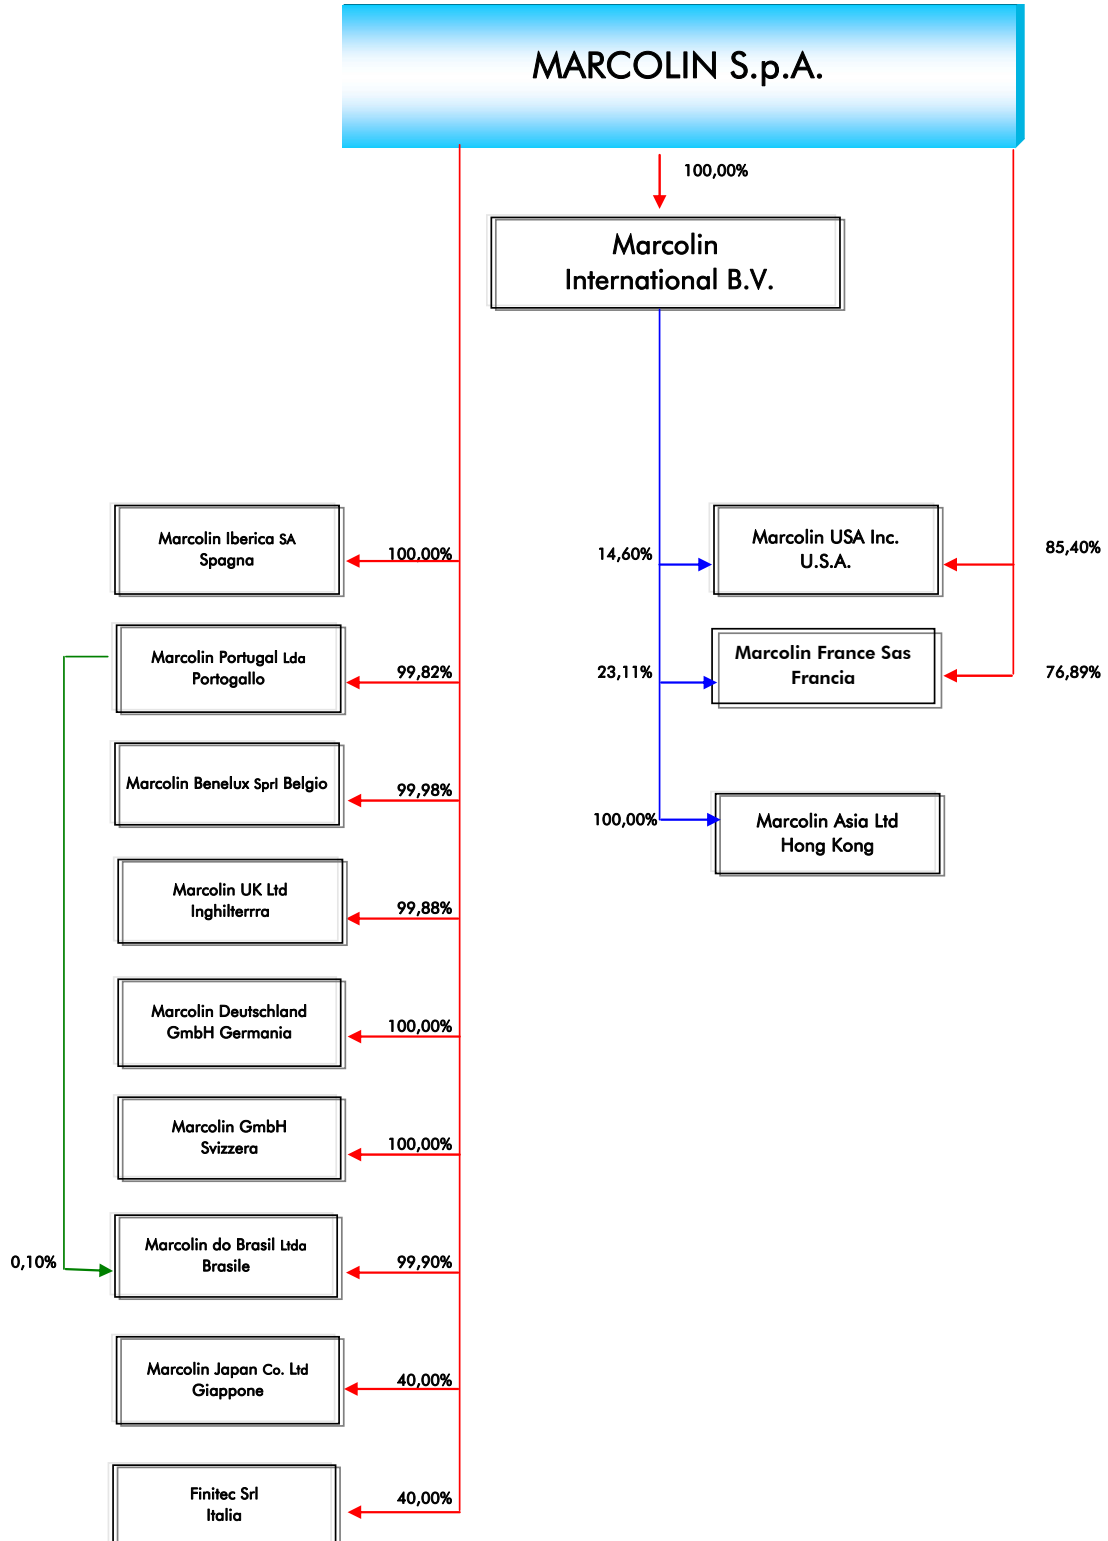 MARCOLIN S.p.A.
100,00%
Marcolin
International B.V.
Marcolin Iberica SA
Spagna
100,00%
14,60%
Marcolin USA Inc.
U.S.A.
85,40%
Marcolin Portugal Lda
Portogallo
99,82%
23,11%
Marcolin France Sas
Francia
76,89%
Marcolin Benelux Sprl Belgio
99,98%
100,00%
Marcolin Asia Ltd
Hong Kong
Marcolin UK Ltd
Inghilterrra
99,88%
Marcolin Deutschland
GmbH Germania
100,00%
Marcolin GmbH
Svizzera
100,00%
0,10%
Marcolin do Brasil Ltda
Brasile
99,90%
Marcolin Japan Co. Ltd
Giappone
40,00%
Finitec Srl
Italia
40,00%